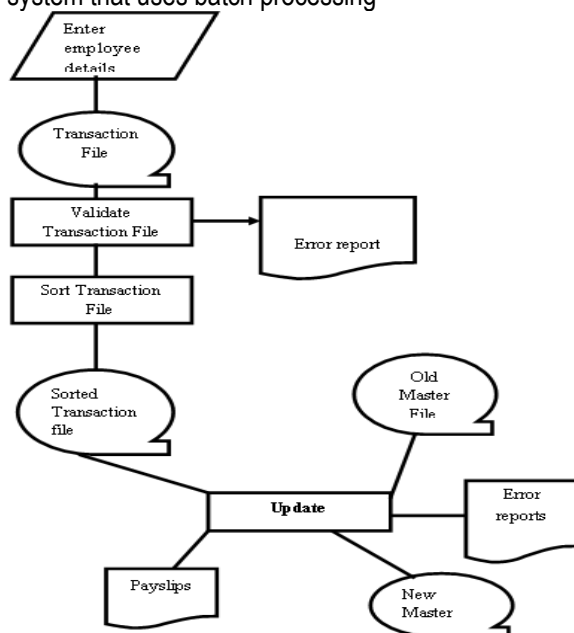 system that uses batch processing
Enter
employee
details
Transaction
File
Validate
Transaction File
Error report
Sort Transaction
File
Sorted
Transaction
file
Old
Master
File
Update
Error
reports
Payslips
New
Master